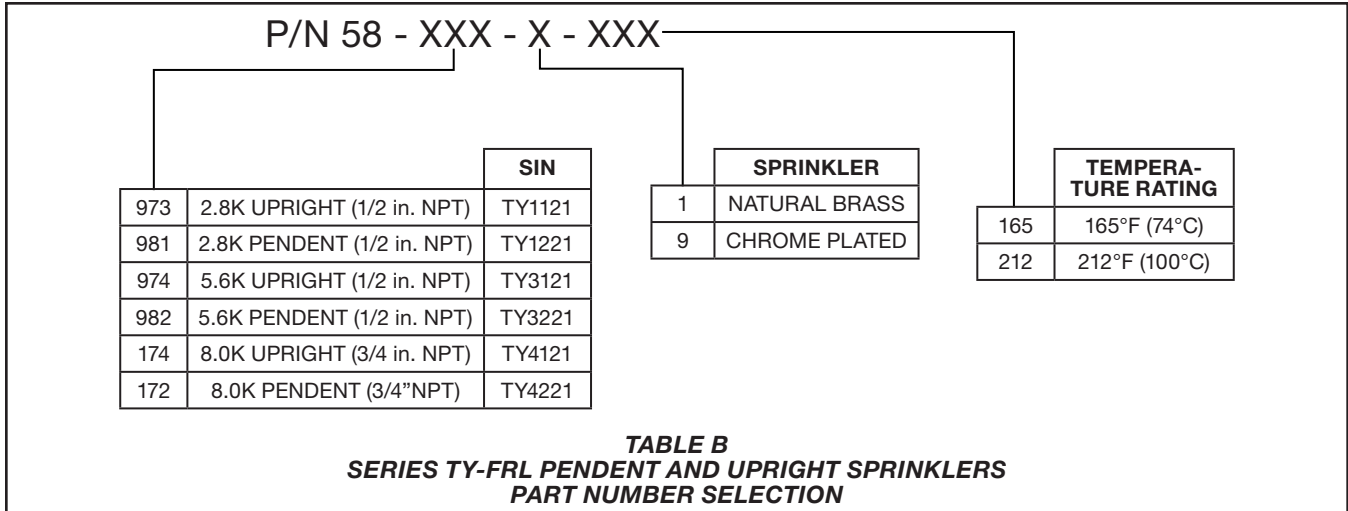 P/N 58 - XXX - X - XXX
SIN
973 2.8K UPRIGHT (1/2 in. NPT) TY1121
981 2.8K PENDENT (1/2 in. NPT) TY1221
974 5.6K UPRIGHT (1/2 in. NPT) TY3121
982 5.6K PENDENT (1/2 in. NPT) TY3221
174 8.0K UPRIGHT (3/4 in. NPT) TY4121
172 8.0K PENDENT (3/4”NPT) TY4221
SPRINKLER
1 NATURAL BRASS
9 CHROME PLATED
TEMPERA-
TURE RATING
165 165°F (74°C)
212 212°F (100°C)
TABLE B
SERIES TY-FRL PENDENT AND UPRIGHT SPRINKLERS
PART NUMBER SELECTION